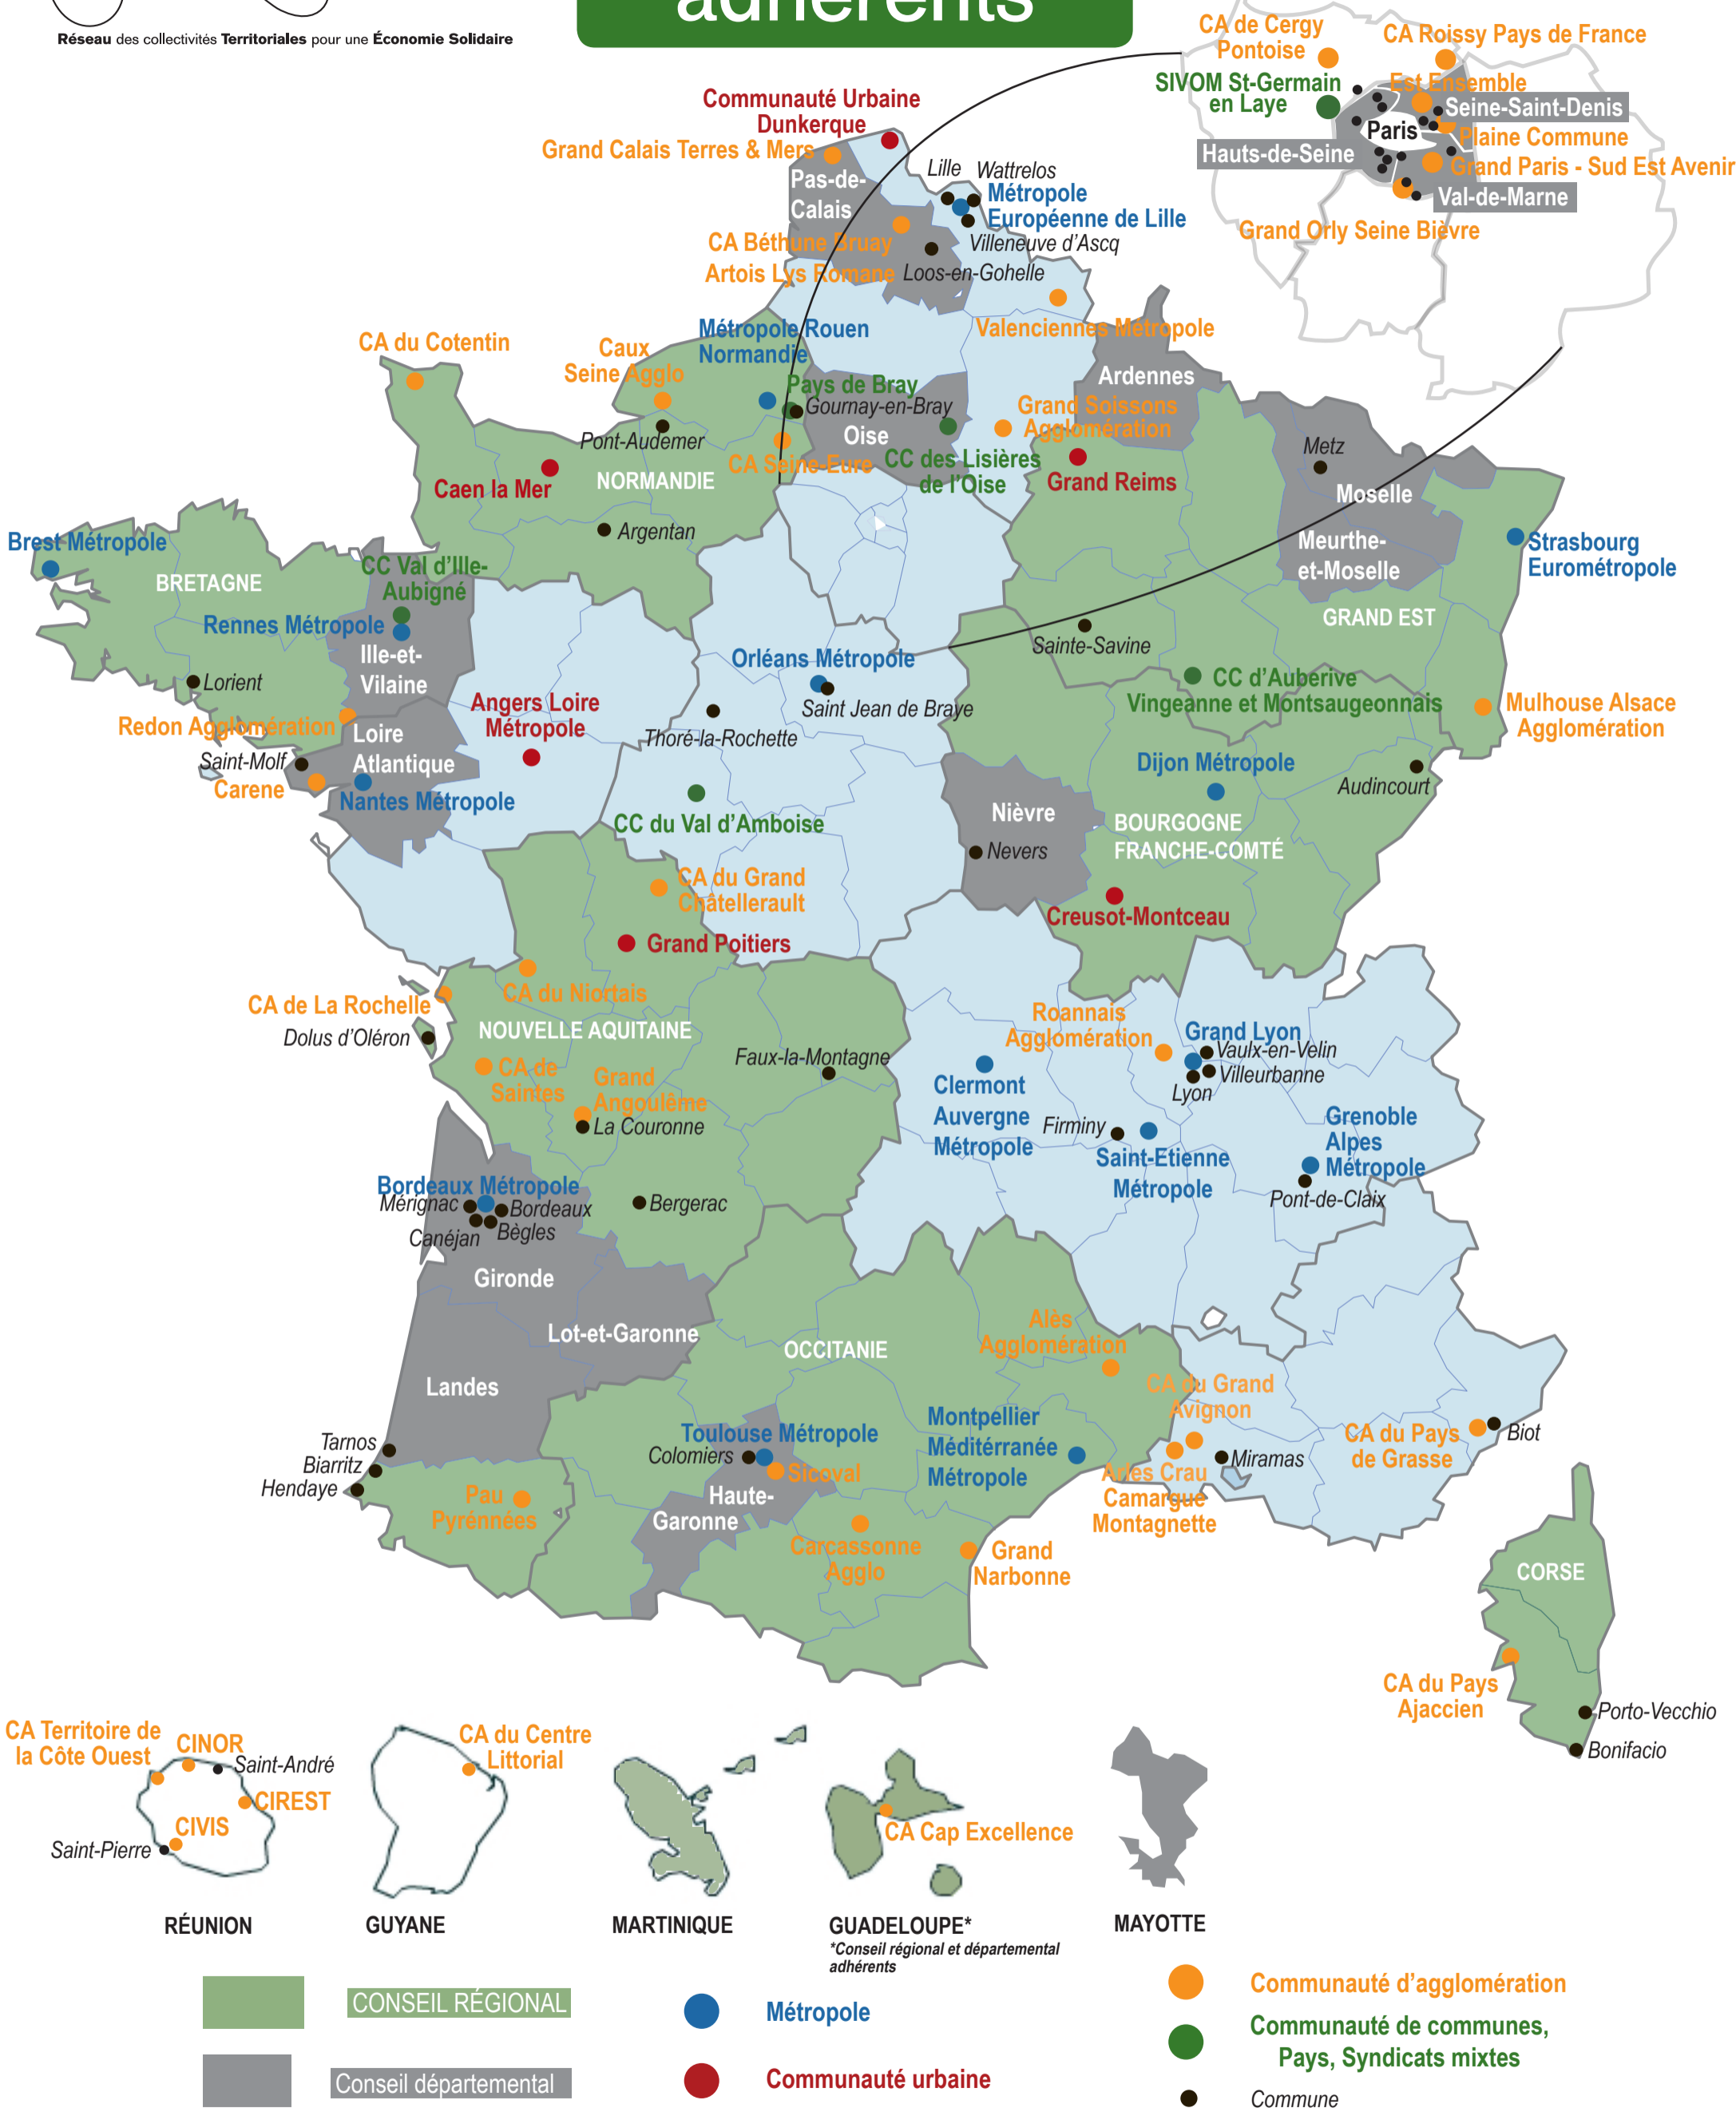 adhérents
Réseau des collectivités Territoriales pour une Économie Solidaire
CA de Cergy
Pontoise
CA Roissy Pays de France
SIVOM St-Germain
en Laye
Est Ensemble
Seine-Saint-Denis
Paris
Plaine Commune
Hauts-de-Seine
Grand Paris - Sud Est Avenir
Val-de-Marne
Grand Orly Seine Bièvre
Communauté Urbaine
Dunkerque
Grand Calais Terres & Mers
Lille
Wattrelos
Pas-de-
Calais
Métropole
Européenne de Lille
CA Béthune Bruay
Artois Lys Romane
Villeneuve d’Ascq
Loos-en-Gohelle
Valenciennes Métropole
Métropole Rouen
Normandie
CA du Cotentin
Caux
Seine Agglo
Pays de Bray
Gournay-en-Bray
Ardennes
Grand Soissons
Agglomération
Pont-Audemer
Oise
CA Seine-Eure
CC des Lisières
de l’Oise
Grand Reims
Metz
Moselle
Caen la Mer
NORMANDIE
Argentan
Meurthe-
et-Moselle
Strasbourg
Eurométropole
Brest Métropole
BRETAGNE
CC Val d’Ille-
Aubigné
Rennes Métropole
Ille-et-
Vilaine
GRAND EST
Sainte-Savine
Orléans Métropole
Saint Jean de Braye
CC d’Auberive
Vingeanne et Montsaugeonnais
Lorient
Redon Agglomération
Angers Loire
Métropole
Mulhouse Alsace
Agglomération
Loire
Atlantique
Thoré-la-Rochette
Saint-Molf
Carene
Nantes Métropole
Dijon Métropole
Audincourt
CC du Val d’Amboise
Nièvre
Nevers
BOURGOGNE
FRANCHE-COMTÉ
CA du Grand
Châtellerault
Creusot-Montceau
Grand Poitiers
CA du Niortais
CA de La Rochelle
Dolus d’Oléron
NOUVELLE AQUITAINE
Roannais
Agglomération
Grand Lyon
Vaulx-en-Velin
Villeurbanne
Lyon
CA de
Saintes
Grand
Angoulême
La Couronne
Faux-la-Montagne
Clermont
Auvergne
Métropole
Firminy
Saint-Etienne
Métropole
Grenoble
Alpes
Métropole
Pont-de-Claix
Bordeaux Métropole
Mérignac
Bordeaux
Canéjan
Bègles
Bergerac
Gironde
Lot-et-Garonne
Landes
OCCITANIE
Alès
Agglomération
CA du Grand
Avignon
Tarnos
Biarritz
Hendaye
Toulouse Métropole
Colomiers
Sicoval
Montpellier
Méditérranée
Métropole
Arles Crau
Camargue
Montagnette
Miramas
CA du Pays
de Grasse
Biot
Pau
Pyrénnées
Haute-
Garonne
Carcassonne
Agglo
Grand
Narbonne
CORSE
CA du Pays
Ajaccien
Porto-Vecchio
Bonifacio
CA Territoire de
la Côte Ouest
CINOR
Saint-André
CIREST
CIVIS
Saint-Pierre
CA du Centre
Littorial
CA Cap Excellence
RÉUNION
GUYANE
MARTINIQUE
GUADELOUPE*
*Conseil régional et départemental
adhérents
MAYOTTE
CONSEIL RÉGIONAL
Conseil départemental
Métropole
Communauté urbaine
Communauté d’agglomération
Communauté de communes,
Pays, Syndicats mixtes
Commune